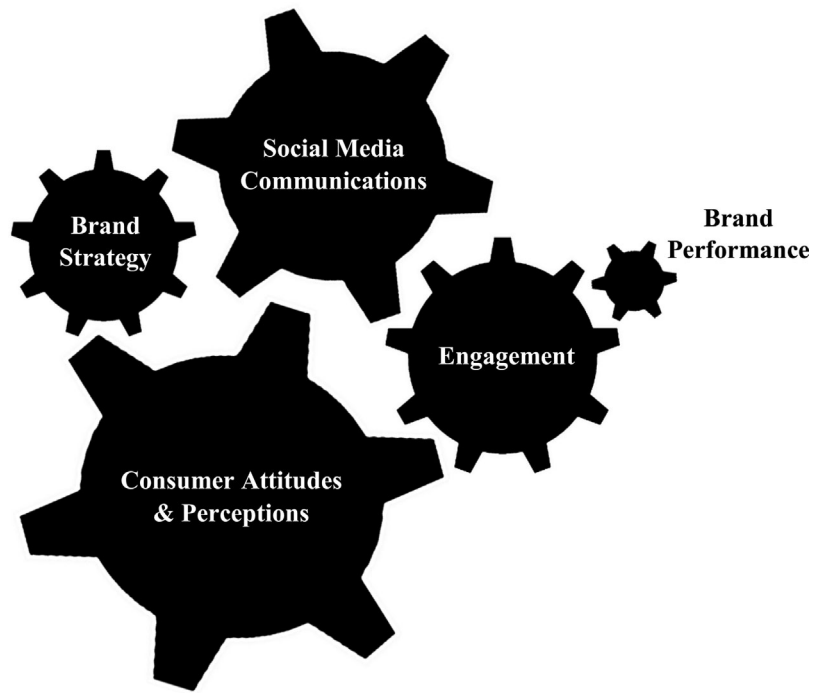 Social Media
Communications
Brand
Strategy
Brand
Performance
Engagement
Consumer Attitudes
& Perceptions